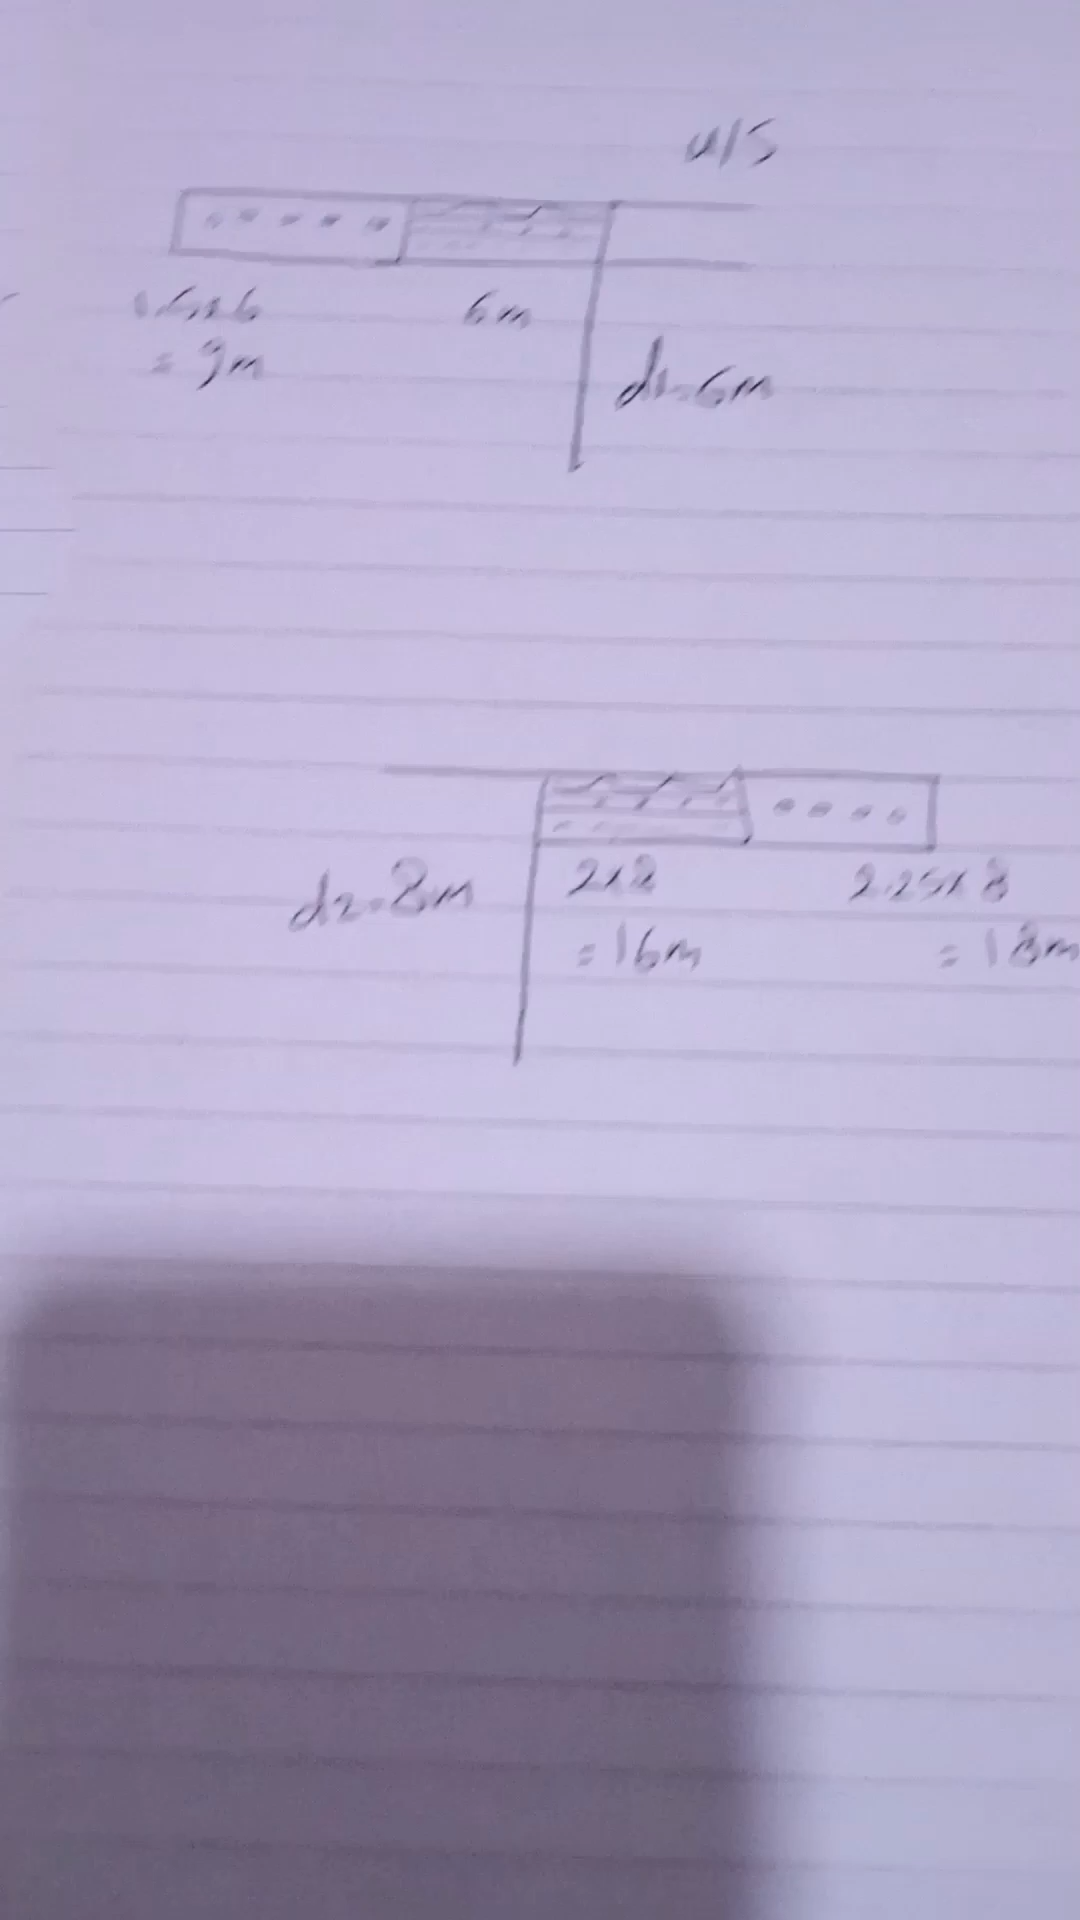 u/s
1.5x6
= 9m
6m
d1=6m
d2=8m
2x8
=16m
2.25x8
=18m